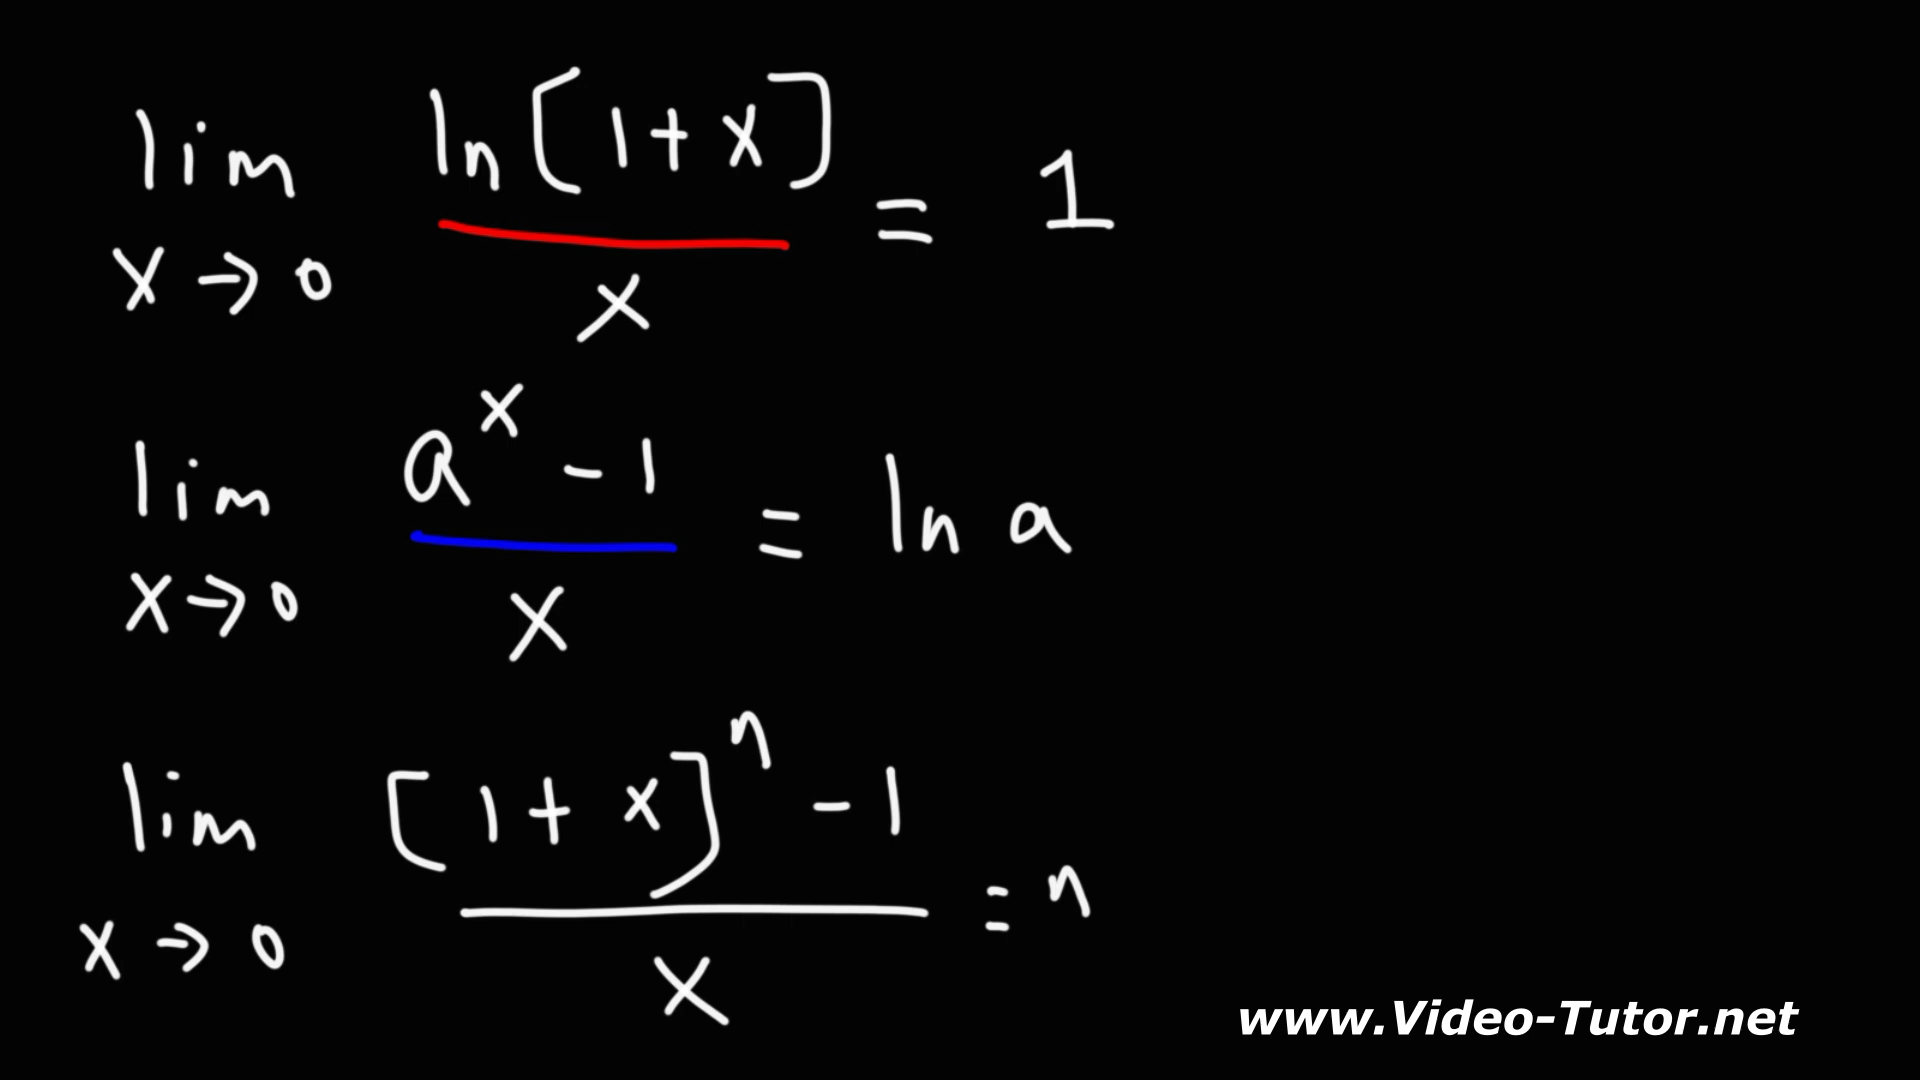 lim ln[1+x] = 1
x→0 x
lim a^x - 1 = ln a
x→0 x
lim [1+x]^n - 1 = n
x→0 x
www.Video-Tutor.net